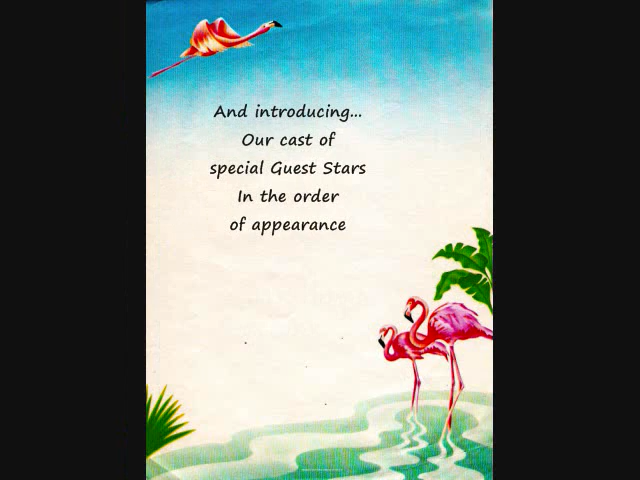 And introducing...
Our cast of
special Guest Stars
In the order
of appearance